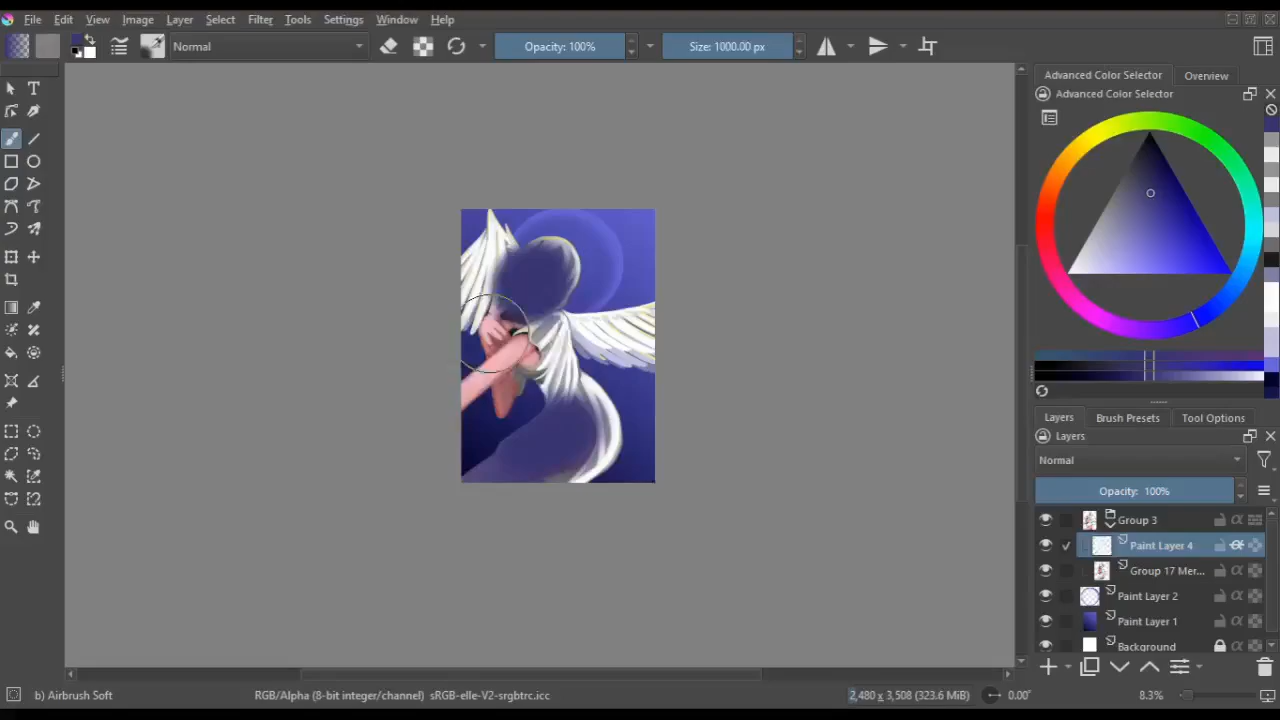 File Edit View Image Layer Select Filter Tools Settings Window Help
Normal Opacity: 100% Size: 1000.00 px
Advanced Color Selector Overview
Advanced Color Selector
Layers Brush Presets Tool Options
Layers
Normal
Opacity: 100%
Group 3
Paint Layer 4
Group 17 Mer...
Paint Layer 2
Paint Layer 1
Background
b) Airbrush Soft RGB/Alpha (8-bit integer/channel) sRGB-elle-V2-srgbtrc.icc 2,480 x 3,508 (323.6 MiB) 0.00° 8.3%